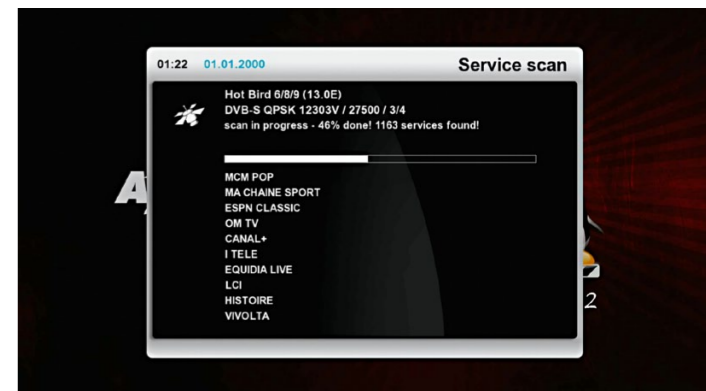 01:22 01.01.2000 Service scan
Hot Bird 6/8/9 (13.0E)
DVB-S QPSK 12303V / 27500 / 3/4
scan in progress - 46% done! 1163 services found!
MCM POP
MA CHAINE SPORT
ESPN CLASSIC
OM TV
CANAL+
I TELE
EQUIDIA LIVE
LCI
HISTOIRE
VIVOLTA
2